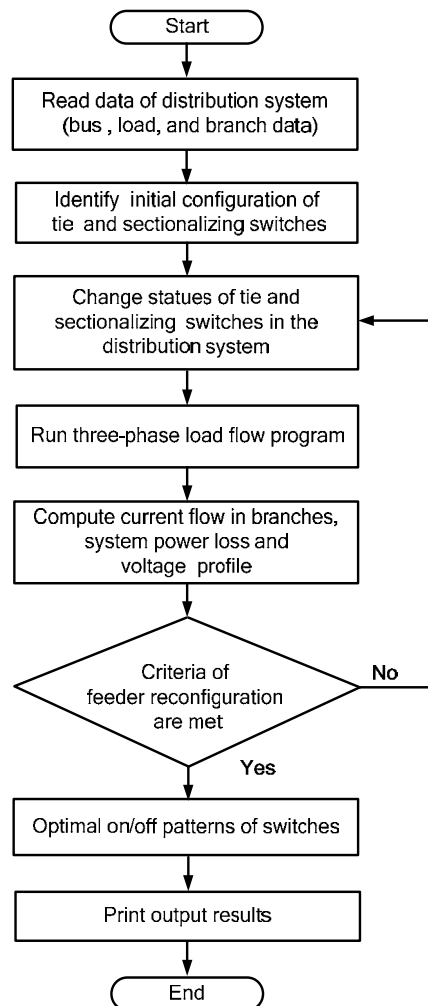 Start
Read data of distribution system
(bus , load, and branch data)
Identify initial configuration of
tie and sectionalizing switches
Change statues of tie and
sectionalizing switches in the
distribution system
Run three-phase load flow program
Compute current flow in branches,
system power loss and
voltage profile
Criteria of
feeder reconfiguration
are met
No
Yes
Optimal on/off patterns of switches
Print output results
End